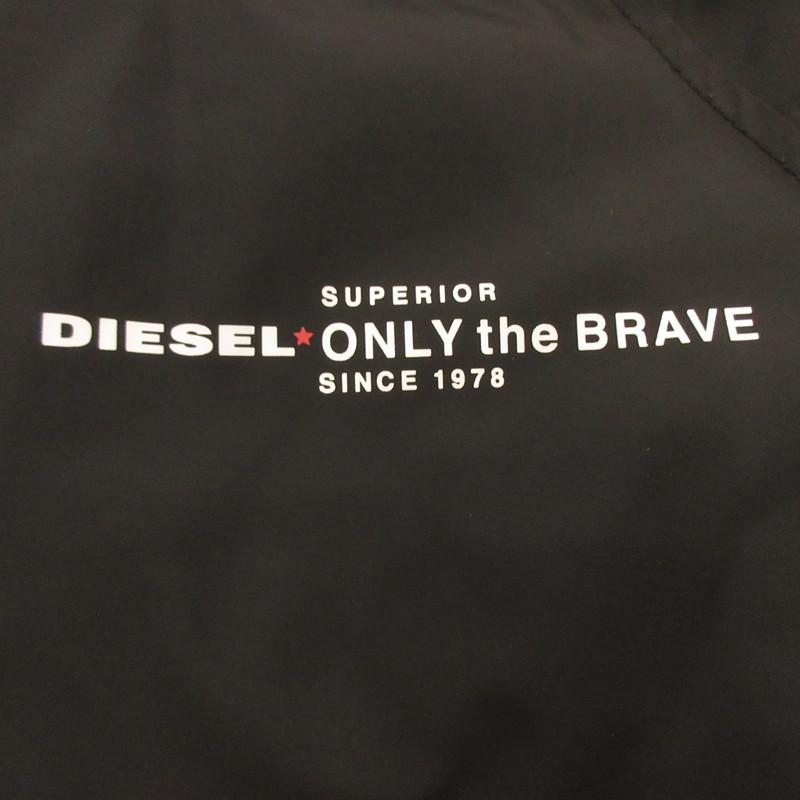 SUPERIOR
DIESEL★ONLY the BRAVE
SINCE 1978